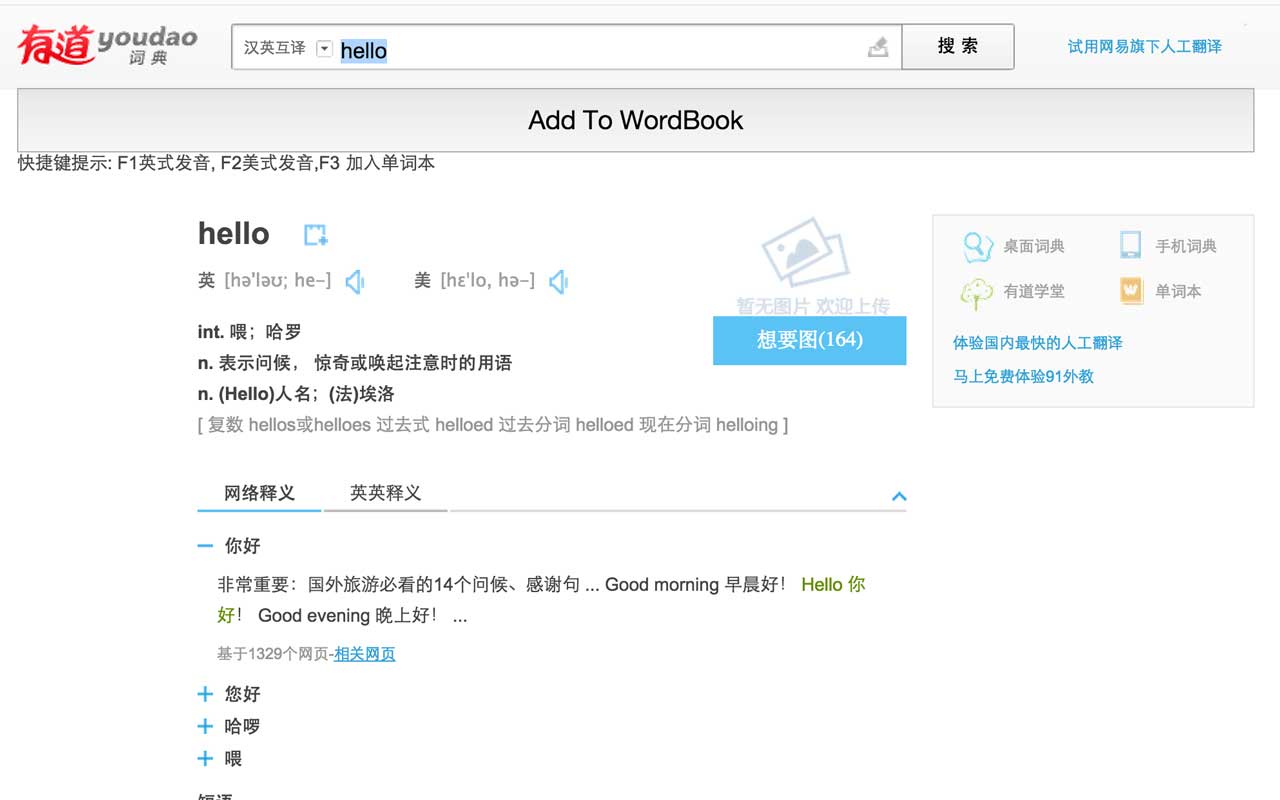 有道 youdao
词典
汉英互译 hello 搜 索 试用网易旗下人工翻译
Add To WordBook
快捷键提示: F1英式发音, F2美式发音,F3 加入单词本
hello
英 [hə'ləʊ; he–] 美 [hɛ'lo, hə–]
int. 喂；哈罗
n. 表示问候， 惊奇或唤起注意时的用语
n. (Hello)人名；(法)埃洛
[ 复数 hellos或helloes 过去式 helloed 过去分词 helloed 现在分词 helloing ]
暂无图片 欢迎上传
想要图(164)
桌面词典 手机词典
有道学堂 单词本
体验国内最快的人工翻译
马上免费体验91外教
网络释义 英英释义
你好
非常重要：国外旅游必看的14个问候、感谢句 ... Good morning 早晨好！ Hello 你
好！ Good evening 晚上好！ ...
基于1329个网页-相关网页
您好
哈啰
喂
短语